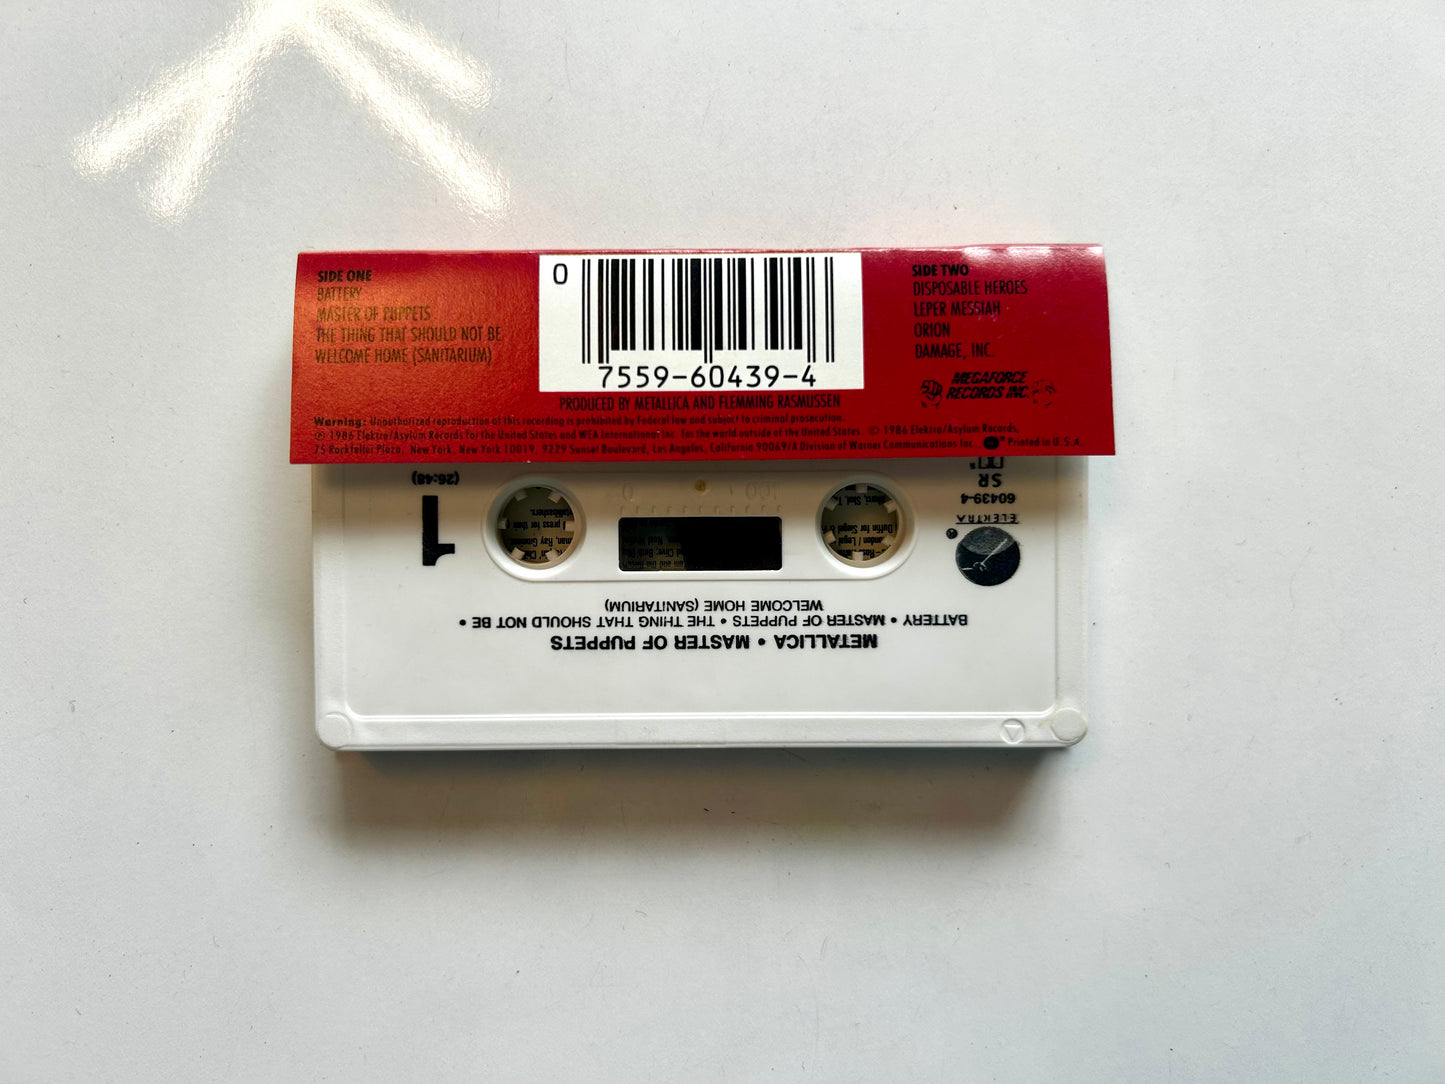 SIDE ONE
BATTERY
MASTER OF PUPPETS
THE THING THAT SHOULD NOT BE
WELCOME HOME (SANITARIUM)
0
7559-60439-4
SIDE TWO
DISPOSABLE HEROES
LEPER MESSIAH
ORION
DAMAGE, INC.
MEGAFORCE
RECORDS INC.
PRODUCED BY METALLICA AND FLEMMING RASMUSSEN
Warning: Unauthorized reproduction of this recording is prohibited by Federal law and subject to criminal prosecution.
℗ 1986 Elektra/Asylum Records for the United States and WEA International Inc. for the world outside of the United States. © 1986 Elektra/Asylum Records,
75 Rockfeller Plaza, New York, New York 10019. 9229 Sunset Boulevard, Los Angeles, California 90069/A Division of Warner Communications Inc. ® Printed in U.S.A.
METALLICA • MASTER OF PUPPETS
BATTERY • MASTER OF PUPPETS • THE THING THAT SHOULD NOT BE •
WELCOME HOME (SANITARIUM)
®
ELEKTRA
60439-4
SR
1
(26:48)
0
100